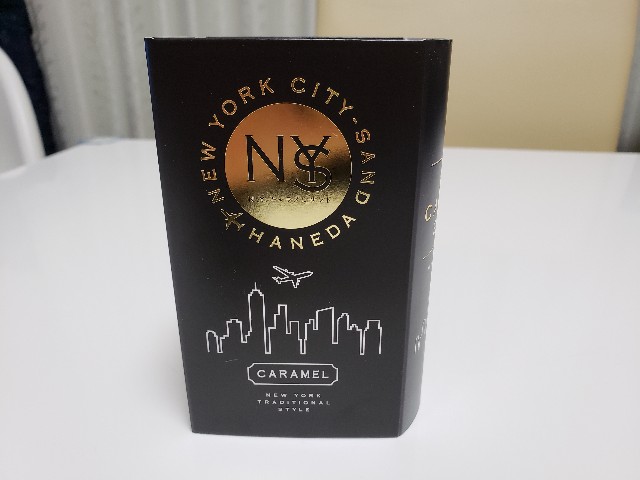 NEW YORK CITY-SAND
HANEDA
NYS
CARAMEL
NEW YORK
TRADITIONAL
STYLE